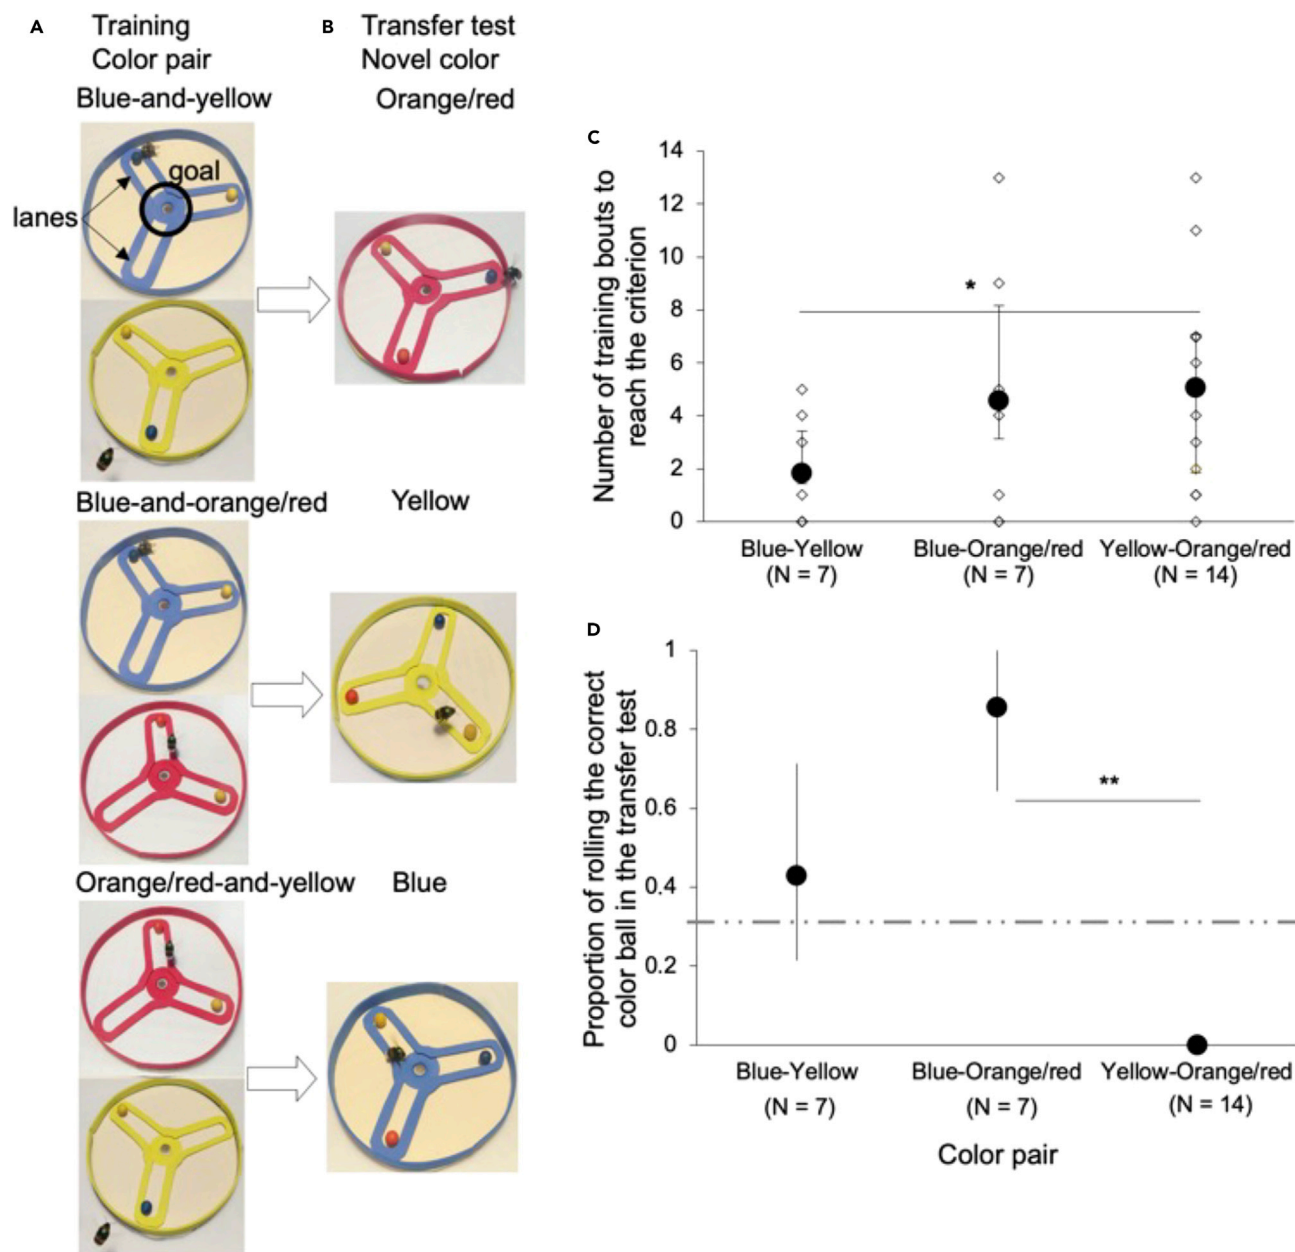 A
Training
Color pair
Blue-and-yellow
goal
lanes
Blue-and-orange/red
Orange/red-and-yellow
B
Transfer test
Novel color
Orange/red
Yellow
Blue
C
Number of training bouts to
reach the criterion
14
12
10
8
6
4
2
0
*
Blue-Yellow
(N = 7)
Blue-Orange/red
(N = 7)
Yellow-Orange/red
(N = 14)
D
Proportion of rolling the correct
color ball in the transfer test
1
0.8
0.6
0.4
0.2
0
**
Blue-Yellow
(N = 7)
Blue-Orange/red
(N = 7)
Yellow-Orange/red
(N = 14)
Color pair